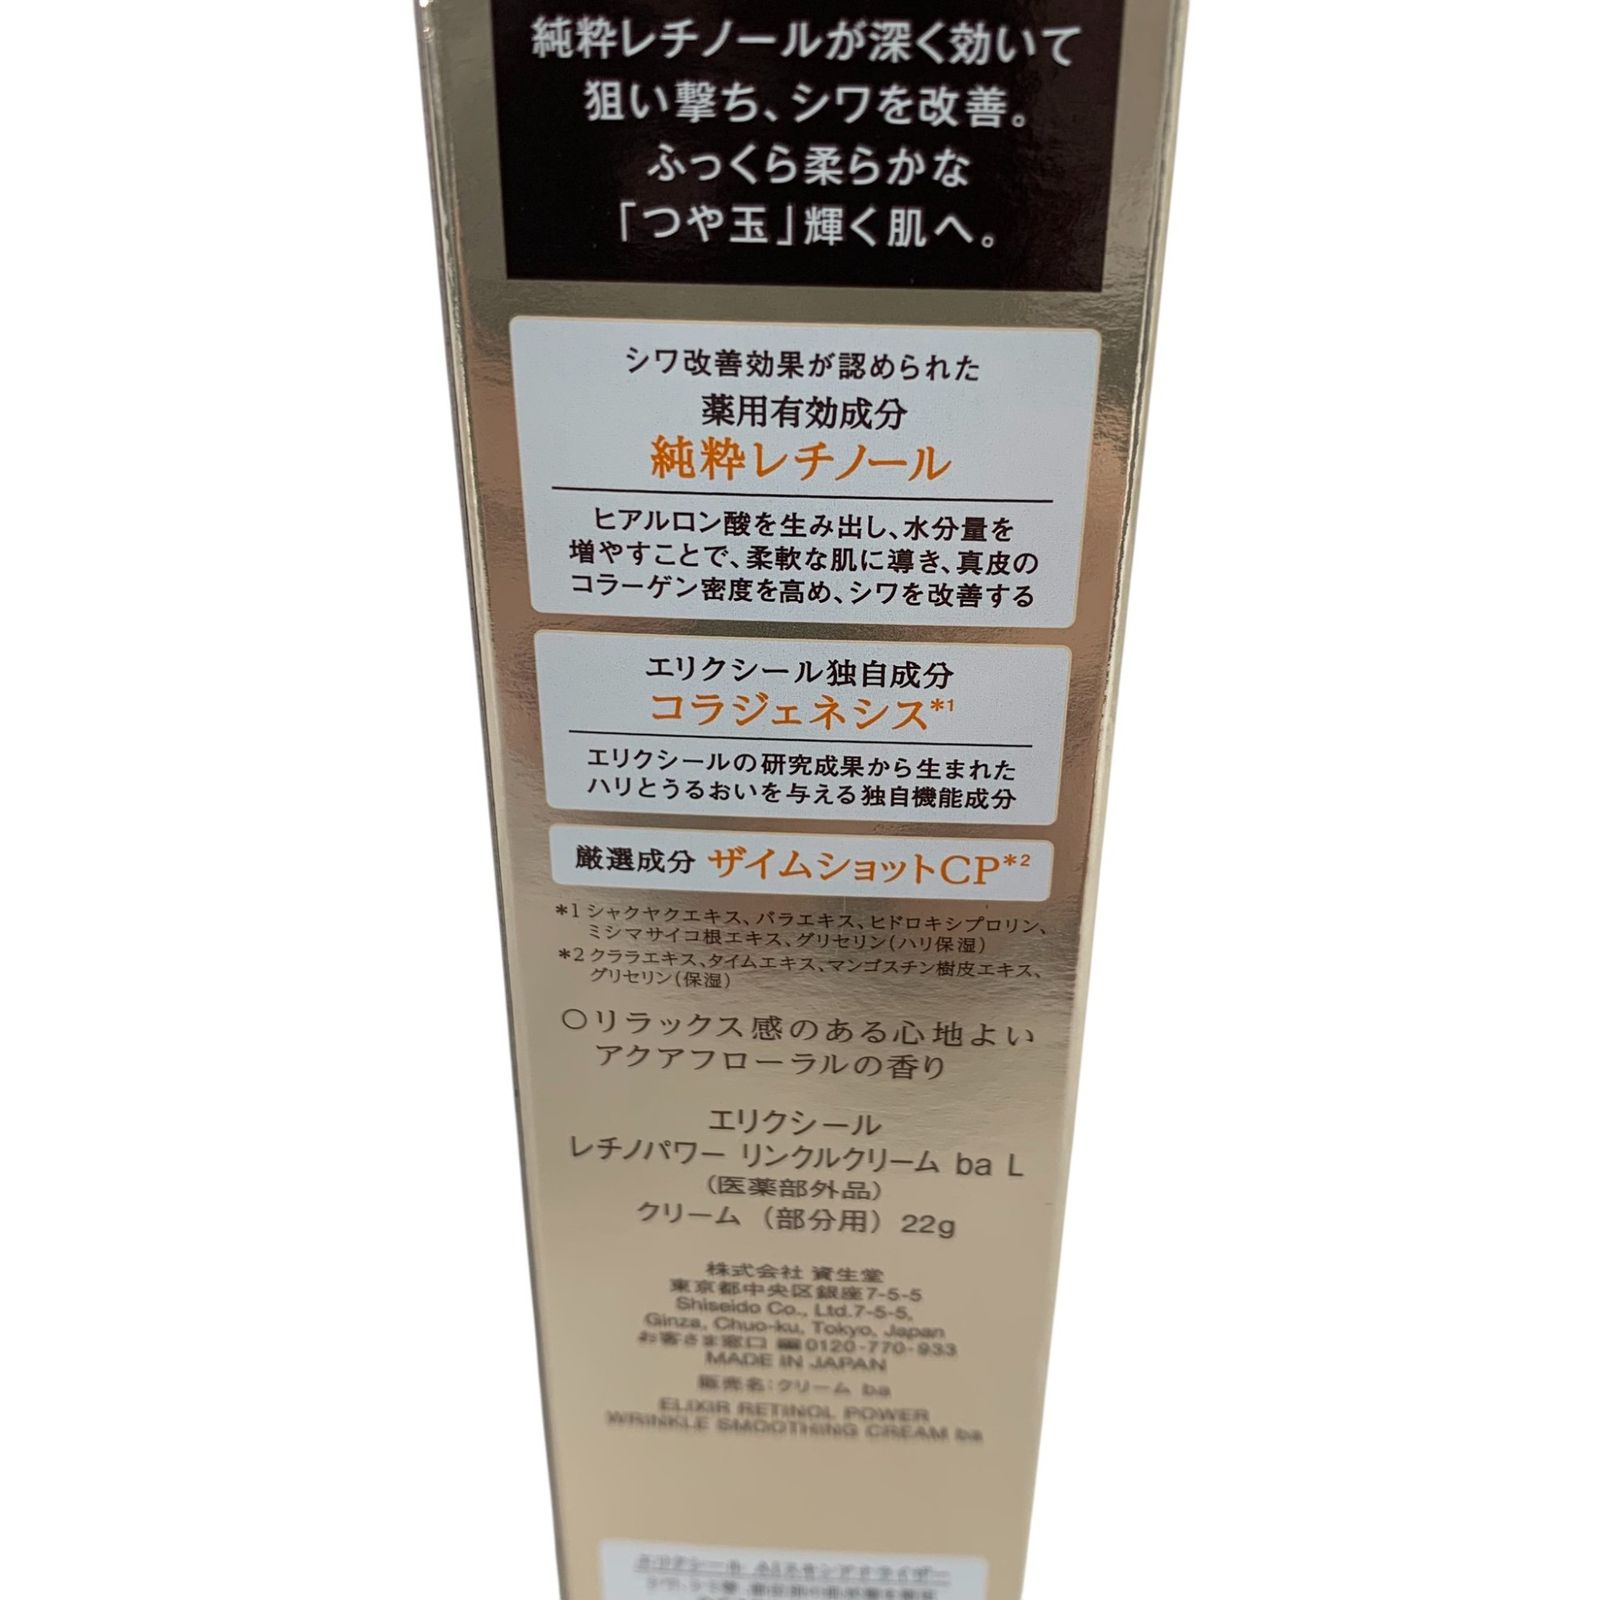 純粋レチノールが深く効いて
狙い撃ち、シワを改善。
ふっくら柔らかな
「つや玉」輝く肌へ。
シワ改善効果が認められた
薬用有効成分
純粋レチノール
ヒアルロン酸を生み出し、水分量を
増やすことで、柔軟な肌に導き、真皮の
コラーゲン密度を高め、シワを改善する
エリクシール独自成分
コラジェネシス*1
エリクシールの研究成果から生まれた
ハリとうるおいを与える独自機能成分
厳選成分 ザイムショットCP*2
*1 シャクヤクエキス、バラエキス、ヒドロキシプロリン、
ミシマサイコ根エキス、グリセリン(ハリ保湿)
*2 クララエキス、タイムエキス、マンゴスチン樹皮エキス、
グリセリン(保湿)
○リラックス感のある心地よい
アクアフローラルの香り
エリクシール
レチノパワー リンクルクリーム ba L
(医薬部外品)
クリーム (部分用) 22g
株式会社 資生堂
東京都中央区銀座7-5-5
Shiseido Co., Ltd.7-5-5,
Ginza, Chuo-ku, Tokyo, Japan
お客さま窓口 0120-770-933
MADE IN JAPAN
販売名:クリーム ba
ELIXIR RETINOL POWER
WRINKLE SMOOTHING CREAM ba
エリクシール AIスキンアナライザー